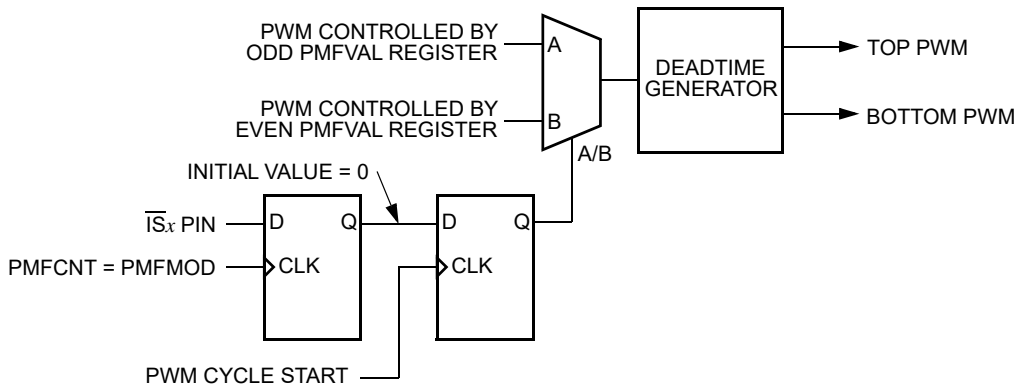 PWM CONTROLLED BY
ODD PMFVAL REGISTER
A
DEADTIME
GENERATOR
TOP PWM
PWM CONTROLLED BY
EVEN PMFVAL REGISTER
B
BOTTOM PWM
A/B
INITIAL VALUE = 0
I̅S̅x PIN
D
Q
D
Q
PMFCNT = PMFMOD
CLK
CLK
PWM CYCLE START